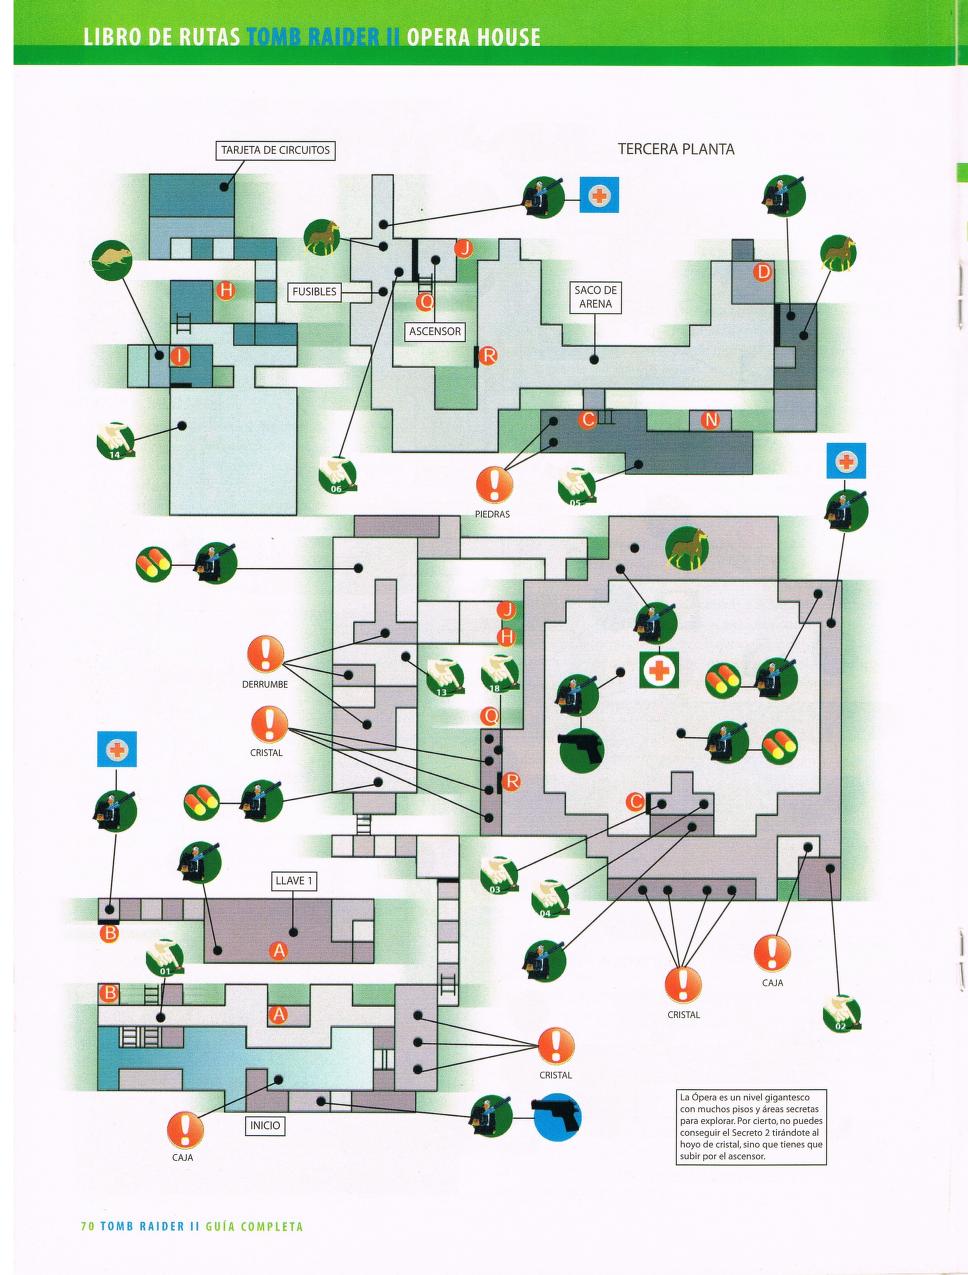 LIBRO DE RUTAS TOMB RAIDER II OPERA HOUSE
TARJETA DE CIRCUITOS
TERCERA PLANTA
J
D
H
FUSIBLES
Q
SACO DE
ARENA
ASCENSOR
I
R
C
N
14
06
05
PIEDRAS
J
H
DERRUMBE
13
18
Q
CRISTAL
R
C
LLAVE 1
03
04
B
A
01
B
A
CRISTAL
CAJA
02
CRISTAL
INICIO
CAJA
La Ópera es un nivel gigantesco
con muchos pisos y áreas secretas
para explorar. Por cierto, no puedes
conseguir el Secreto 2 tirándote al
hoyo de cristal, sino que tienes que
subir por el ascensor.
70 TOMB RAIDER II GUÍA COMPLETA